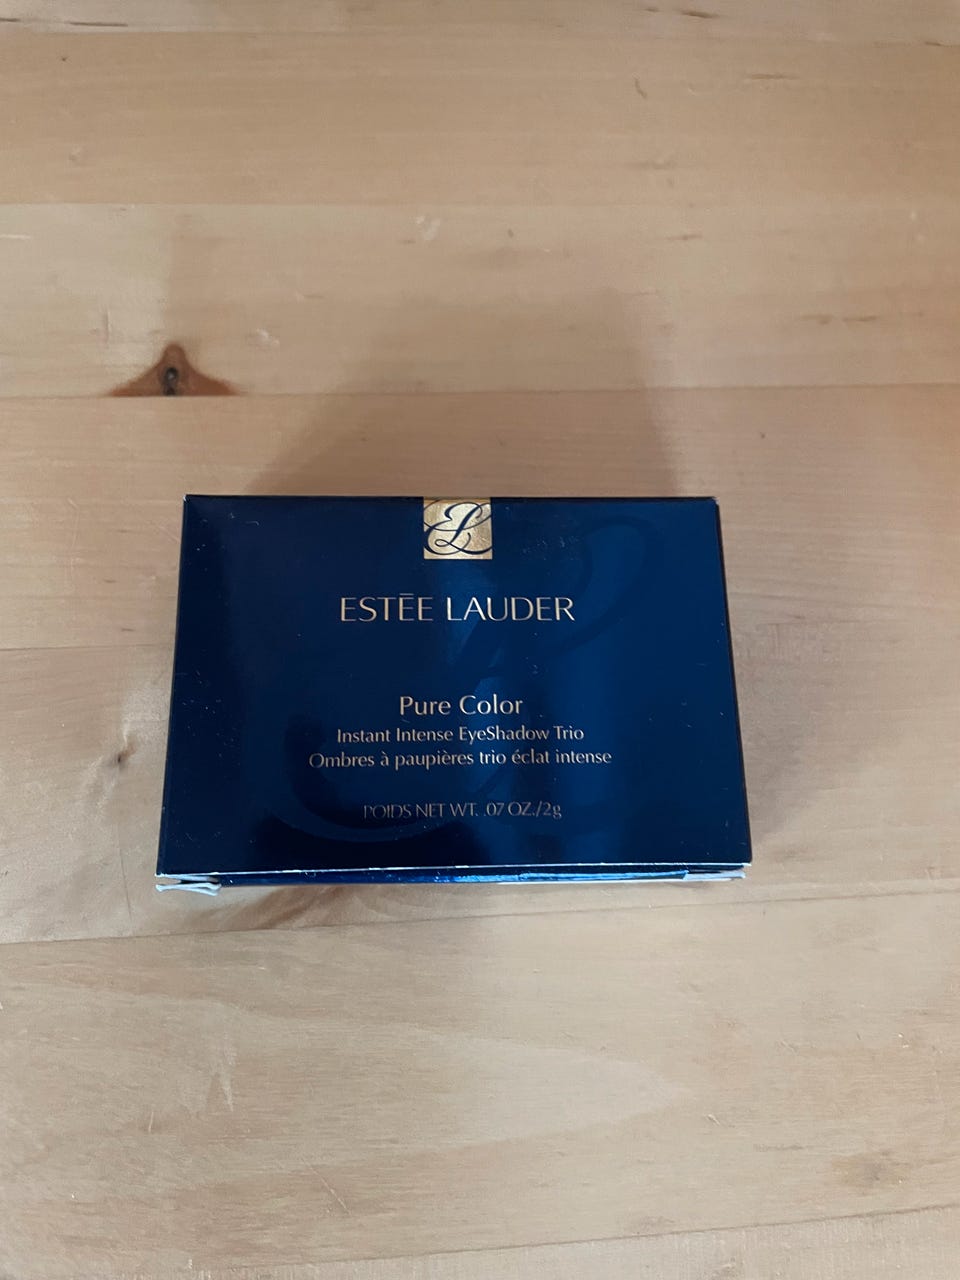 EL
ESTĒE LAUDER
Pure Color
Instant Intense EyeShadow Trio
Ombres à paupières trio éclat intense
POIDS NET WT. .07 OZ./2g